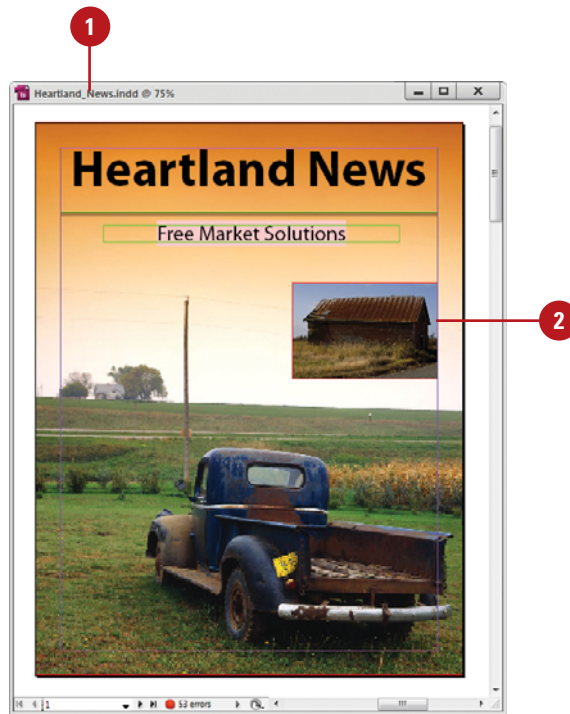 1
Heartland_News.indd @ 75%
Heartland News
Free Market Solutions
2
1
53 errors